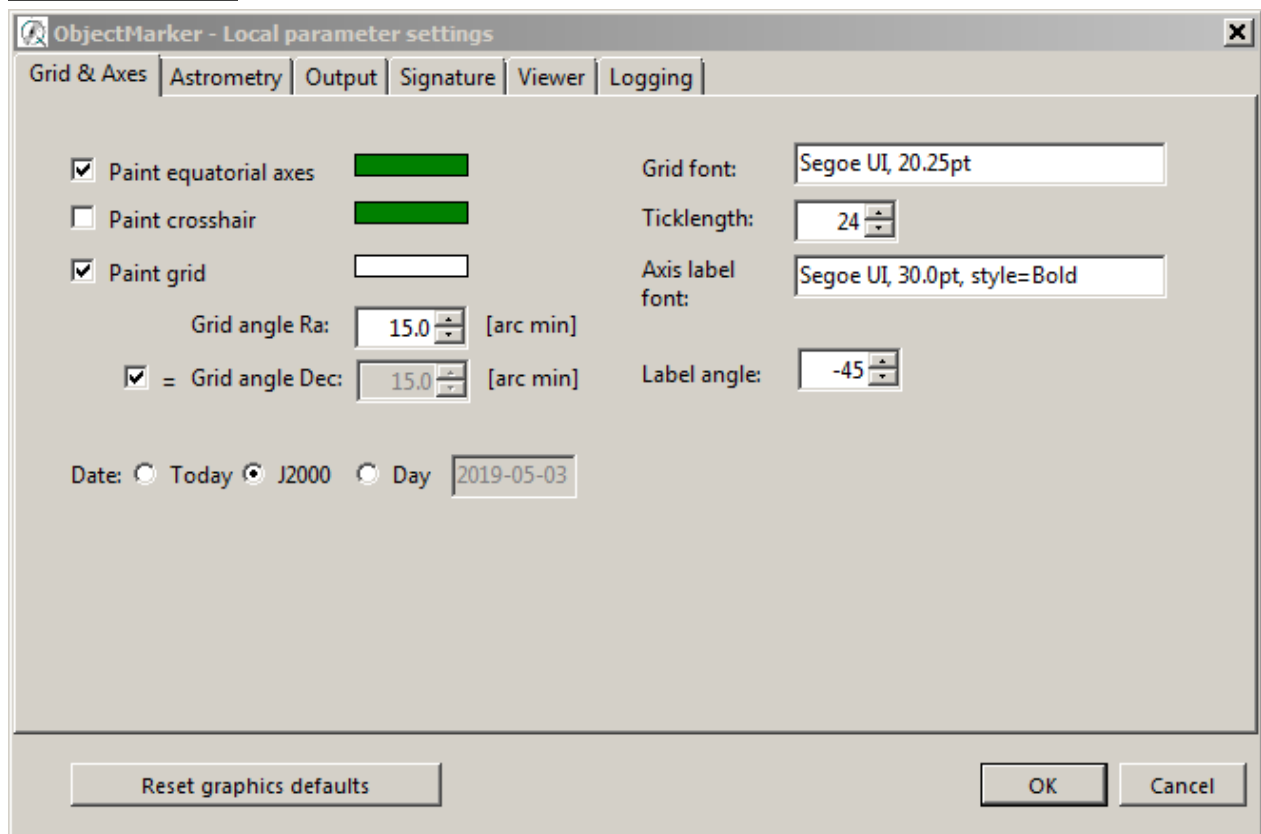 ObjectMarker - Local parameter settings
Grid & Axes Astrometry Output Signature Viewer Logging
Paint equatorial axes
Paint crosshair
Paint grid
Grid angle Ra: 15.0 [arc min]
= Grid angle Dec: 15.0 [arc min]
Grid font: Segoe UI, 20.25pt
Ticklength: 24
Axis label
font:
Segoe UI, 30.0pt, style=Bold
Label angle: -45
Date: Today J2000 Day 2019-05-03
Reset graphics defaults OK Cancel